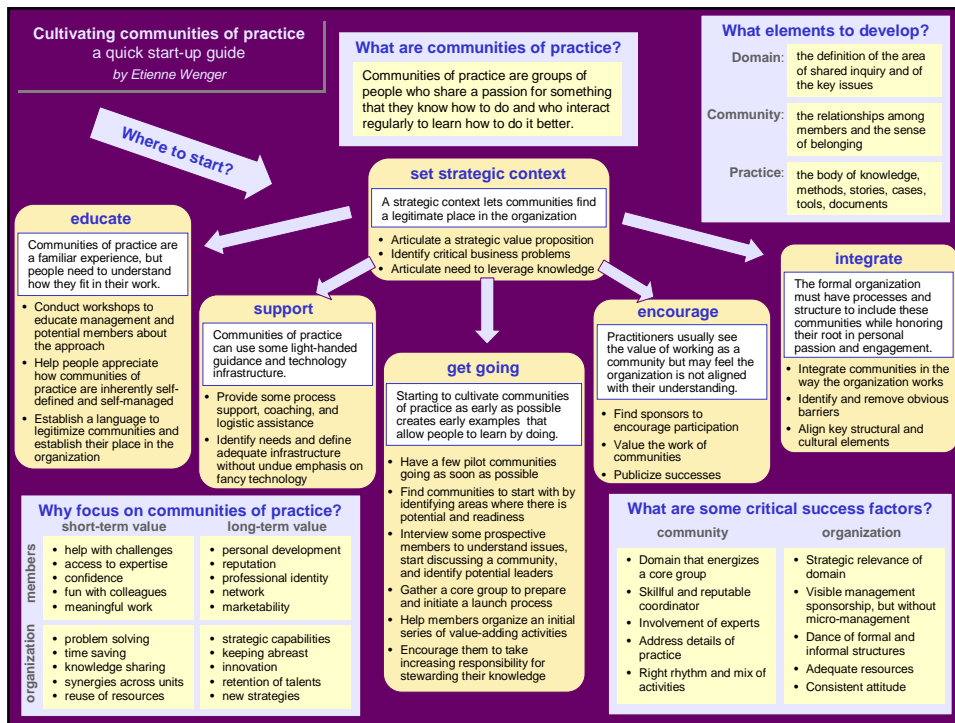 Cultivating communities of practice
a quick start-up guide
by Etienne Wenger
What are communities of practice?
Communities of practice are groups of
people who share a passion for something
that they know how to do and who interact
regularly to learn how to do it better.
What elements to develop?
Domain:
the definition of the area
of shared inquiry and of
the key issues
Community:
the relationships among
members and the sense
of belonging
Practice:
the body of knowledge,
methods, stories, cases,
tools, documents
Where to start?
set strategic context
A strategic context lets communities find
a legitimate place in the organization
• Articulate a strategic value proposition
• Identify critical business problems
• Articulate need to leverage knowledge
educate
Communities of practice are
a familiar experience, but
people need to understand
how they fit in their work.
• Conduct workshops to
educate management and
potential members about
the approach
• Help people appreciate
how communities of
practice are inherently self-
defined and self-managed
• Establish a language to
legitimize communities and
establish their place in the
organization
support
Communities of practice
can use some light-handed
guidance and technology
infrastructure.
• Provide some process
support, coaching, and
logistic assistance
• Identify needs and define
adequate infrastructure
without undue emphasis on
fancy technology
get going
Starting to cultivate communities
of practice as early as possible
creates early examples that
allow people to learn by doing.
• Have a few pilot communities
going as soon as possible
• Find communities to start with by
identifying areas where there is
potential and readiness
• Interview some prospective
members to understand issues,
start discussing a community,
and identify potential leaders
• Gather a core group to prepare
and initiate a launch process
• Help members organize an initial
series of value-adding activities
• Encourage them to take
increasing responsibility for
stewarding their knowledge
encourage
Practitioners usually see
the value of working as a
community but may feel the
organization is not aligned
with their understanding.
• Find sponsors to
encourage participation
• Value the work of
communities
• Publicize successes
integrate
The formal organization
must have processes and
structure to include these
communities while honoring
their root in personal
passion and engagement.
• Integrate communities in
the way the organization works
• Identify and remove obvious
barriers
• Align key structural and
cultural elements
Why focus on communities of practice?
short-term value
long-term value
members
• help with challenges
• access to expertise
• confidence
• fun with colleagues
• meaningful work
• personal development
• reputation
• professional identity
• network
• marketability
organization
• problem solving
• time saving
• knowledge sharing
• synergies across units
• reuse of resources
• strategic capabilities
• keeping abreast
• innovation
• retention of talents
• new strategies
What are some critical success factors?
community
• Domain that energizes
a core group
• Skillful and reputable
coordinator
• Involvement of experts
• Address details of
practice
• Right rhythm and mix of
activities
organization
• Strategic relevance of
domain
• Visible management
sponsorship, but without
micro-management
• Dance of formal and
informal structures
• Adequate resources
• Consistent attitude